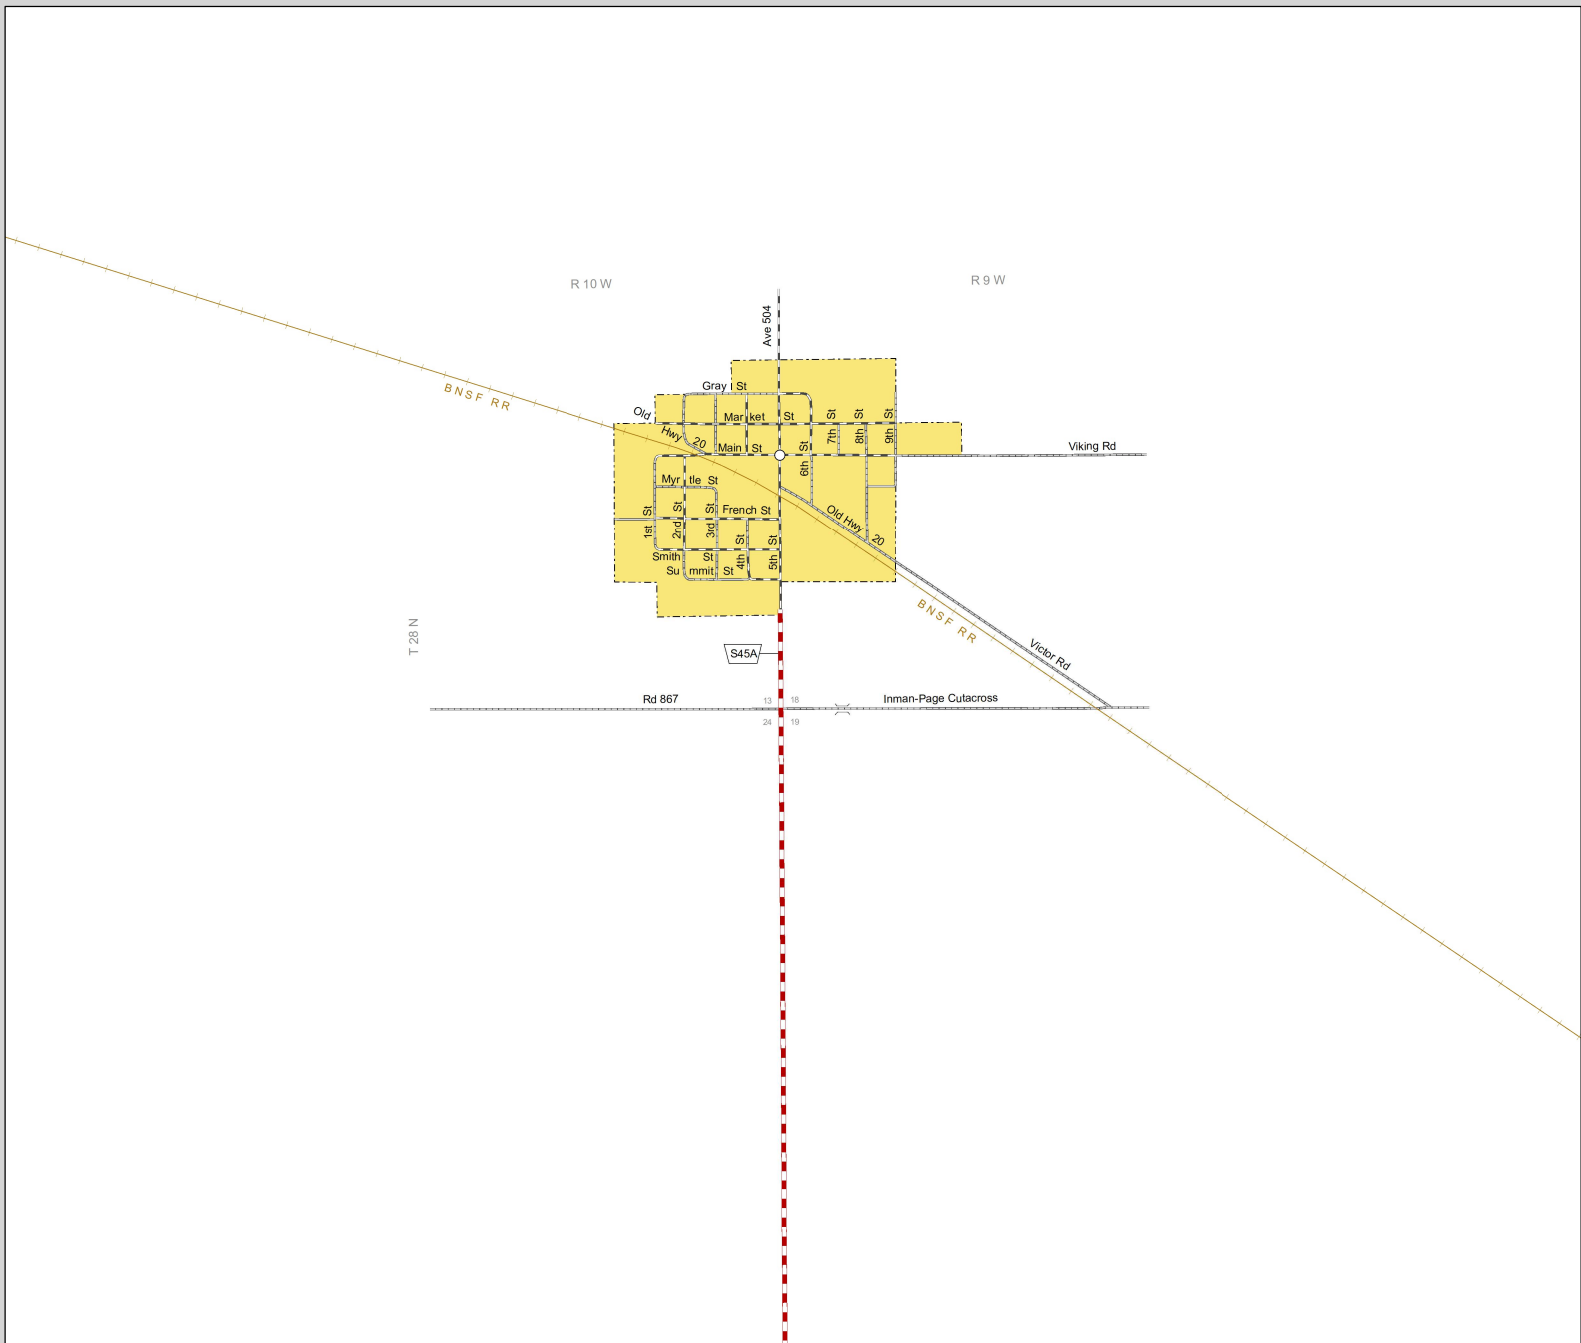 R 10 W
R 9 W
Ave 504
BNSF RR
Gray St
Old Hwy 20
Market St
7th St
8th St
9th St
Main St
6th St
Viking Rd
Myrtle St
1st St
2nd St
3rd St
French St
Old Hwy 20
4th St
5th St
Smith St
Summit St
BNSF RR
T 28 N
S45A
Victor Rd
Rd 867
13 18
Inman-Page Cutacross
24 19